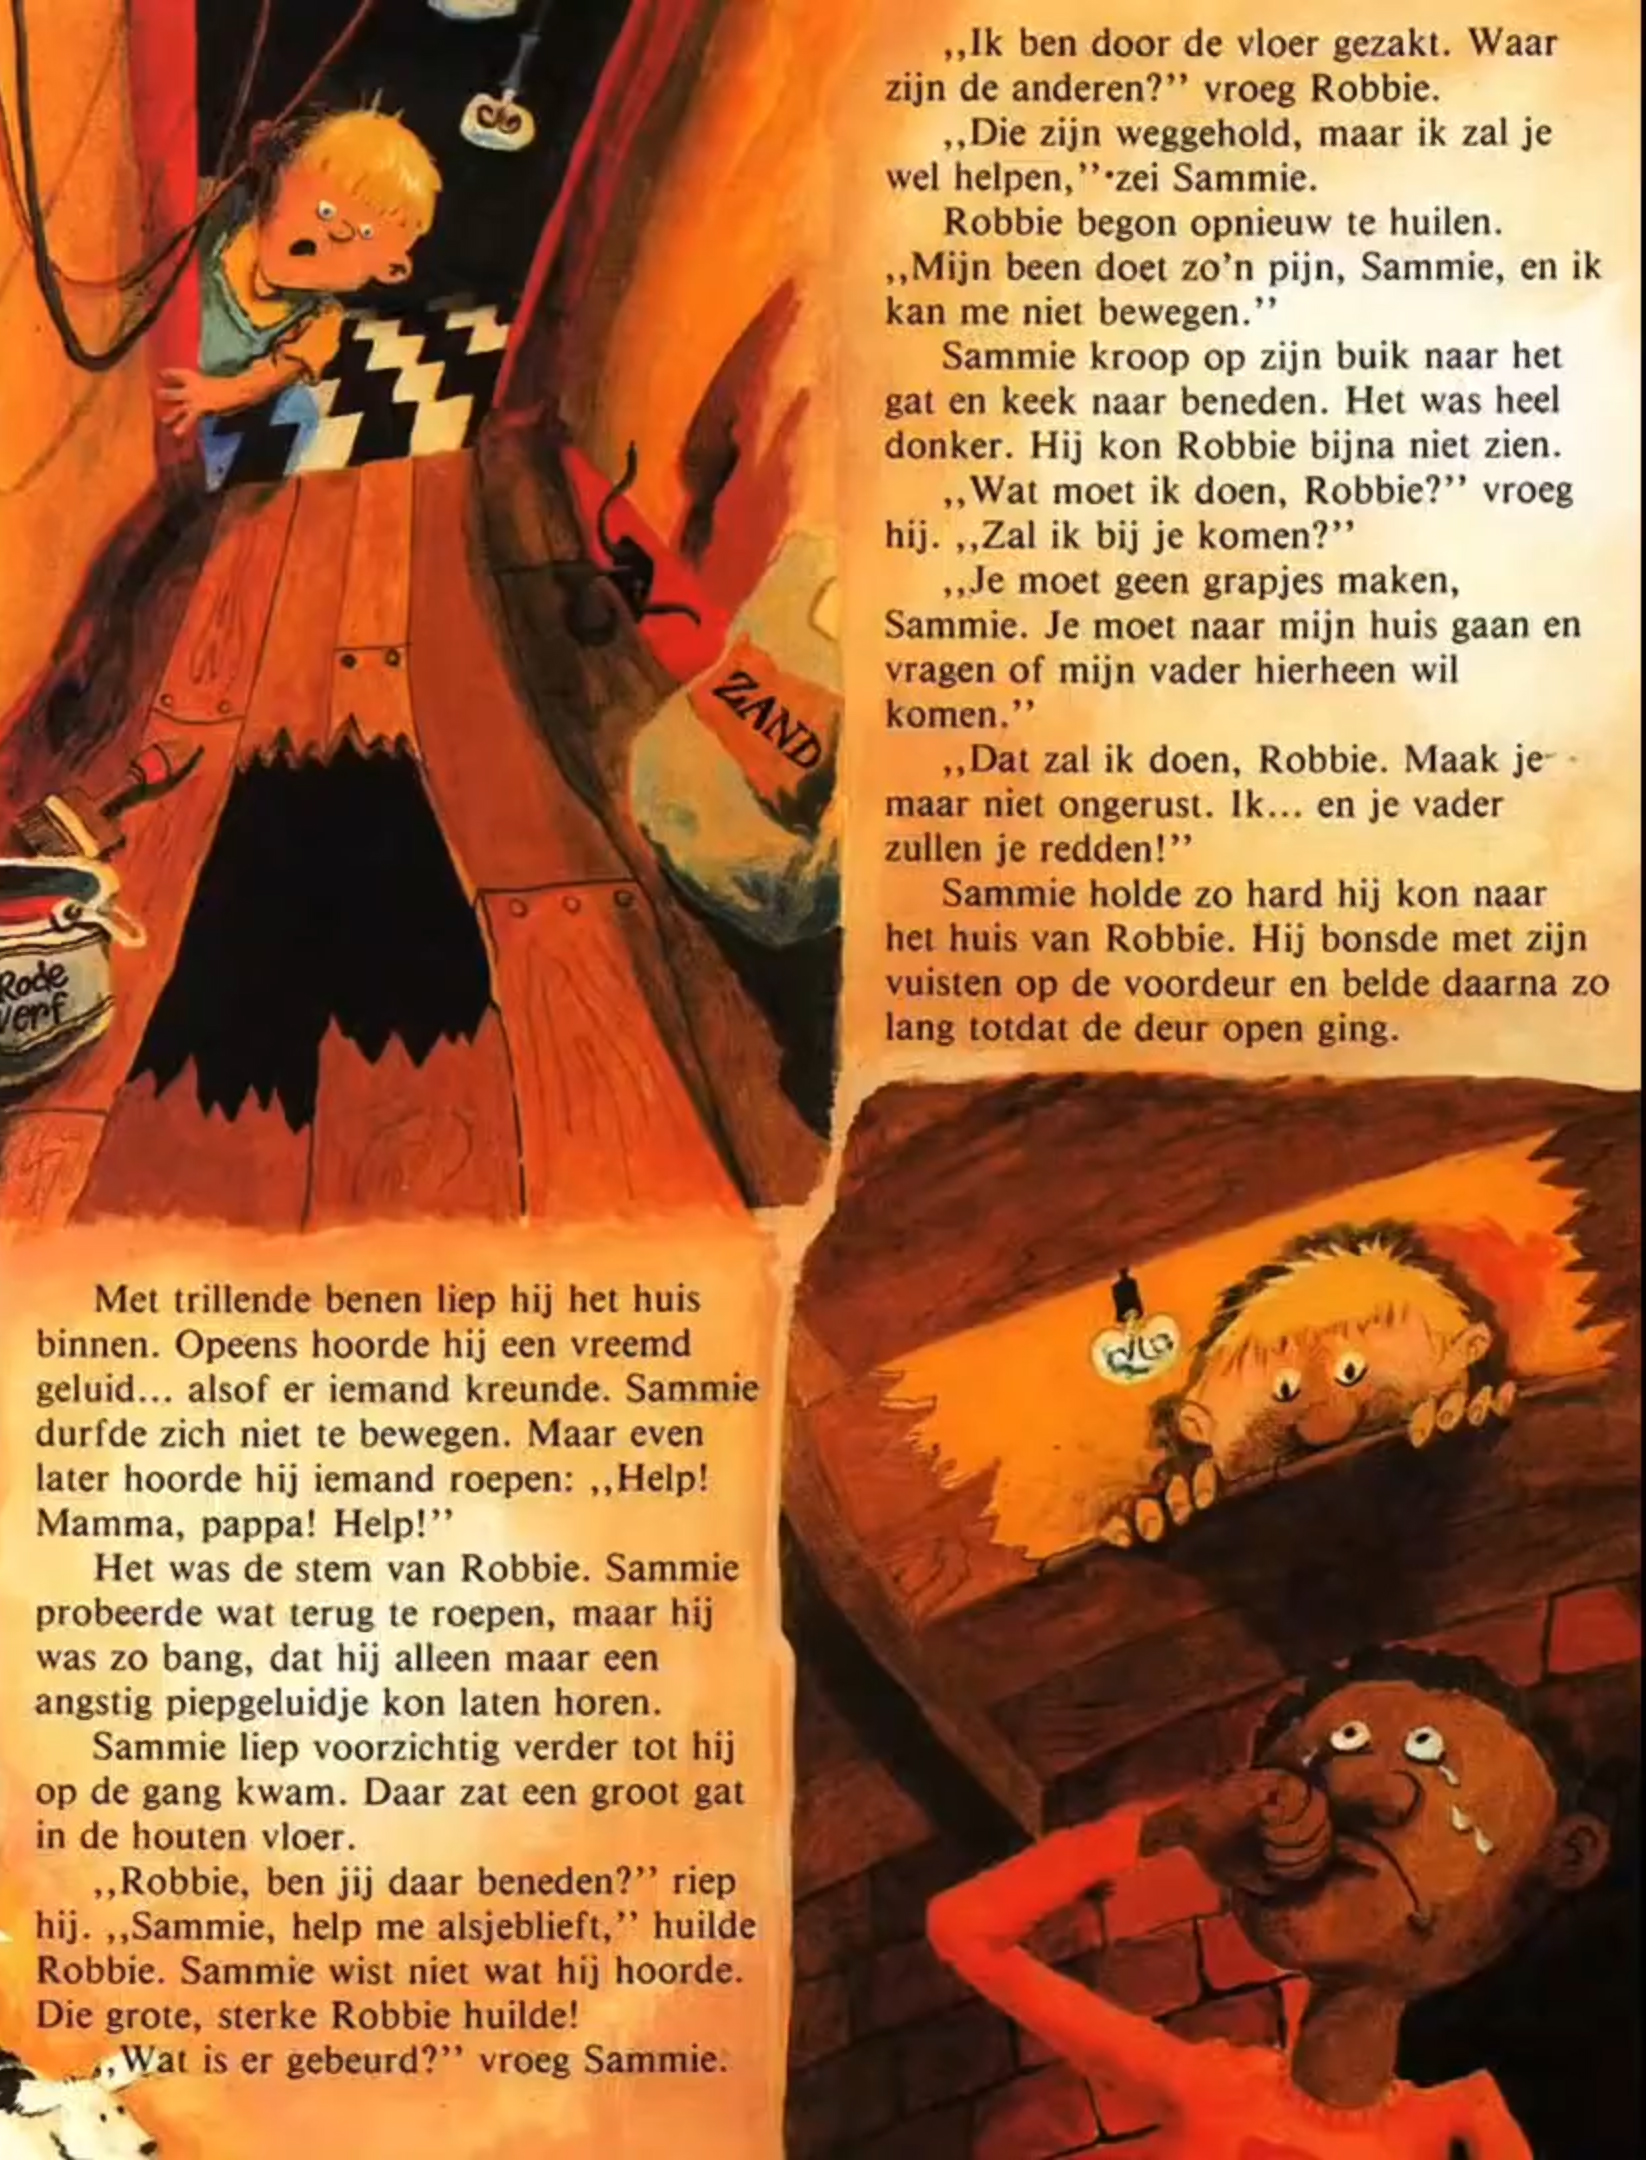 ZAND
Rode
verf
Met trillende benen liep hij het huis
binnen. Opeens hoorde hij een vreemd
geluid... alsof er iemand kreunde. Sammie
durfde zich niet te bewegen. Maar even
later hoorde hij iemand roepen: ,,Help!
Mamma, pappa! Help!’’
Het was de stem van Robbie. Sammie
probeerde wat terug te roepen, maar hij
was zo bang, dat hij alleen maar een
angstig piepgeluidje kon laten horen.
Sammie liep voorzichtig verder tot hij
op de gang kwam. Daar zat een groot gat
in de houten vloer.
,,Robbie, ben jij daar beneden?’’ riep
hij. ,,Sammie, help me alsjeblieft,’’ huilde
Robbie. Sammie wist niet wat hij hoorde.
Die grote, sterke Robbie huilde!
,,Wat is er gebeurd?’’ vroeg Sammie.
,,Ik ben door de vloer gezakt. Waar
zijn de anderen?’’ vroeg Robbie.
,,Die zijn weggehold, maar ik zal je
wel helpen,’’ zei Sammie.
Robbie begon opnieuw te huilen.
,,Mijn been doet zo’n pijn, Sammie, en ik
kan me niet bewegen.’’
Sammie kroop op zijn buik naar het
gat en keek naar beneden. Het was heel
donker. Hij kon Robbie bijna niet zien.
,,Wat moet ik doen, Robbie?’’ vroeg
hij. ,,Zal ik bij je komen?’’
,,Je moet geen grapjes maken,
Sammie. Je moet naar mijn huis gaan en
vragen of mijn vader hierheen wil
komen.’’
,,Dat zal ik doen, Robbie. Maak je
maar niet ongerust. Ik... en je vader
zullen je redden!’’
Sammie holde zo hard hij kon naar
het huis van Robbie. Hij bonsde met zijn
vuisten op de voordeur en belde daarna zo
lang totdat de deur open ging.